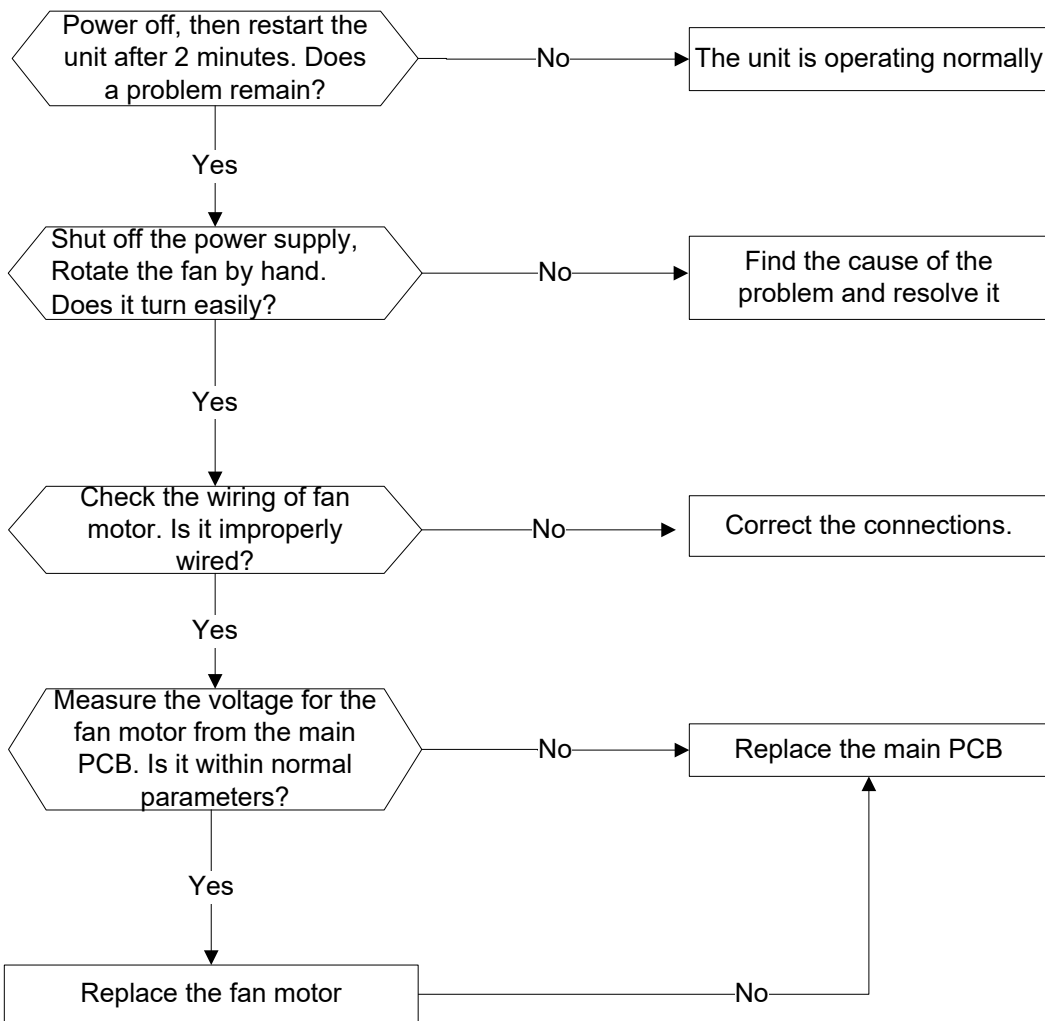 Power off, then restart the
unit after 2 minutes. Does
a problem remain?
No
The unit is operating normally
Yes
Shut off the power supply,
Rotate the fan by hand.
Does it turn easily?
No
Find the cause of the
problem and resolve it
Yes
Check the wiring of fan
motor. Is it improperly
wired?
No
Correct the connections.
Yes
Measure the voltage for the
fan motor from the main
PCB. Is it within normal
parameters?
No
Replace the main PCB
Yes
Replace the fan motor
No